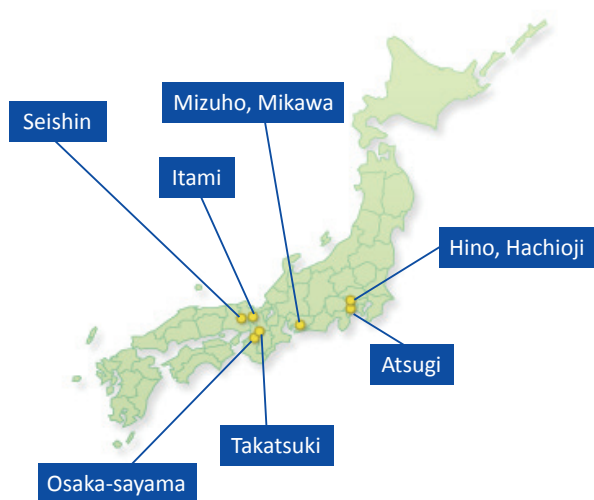 Mizuho, Mikawa
Seishin
Itami
Hino, Hachioji
Atsugi
Takatsuki
Osaka-sayama